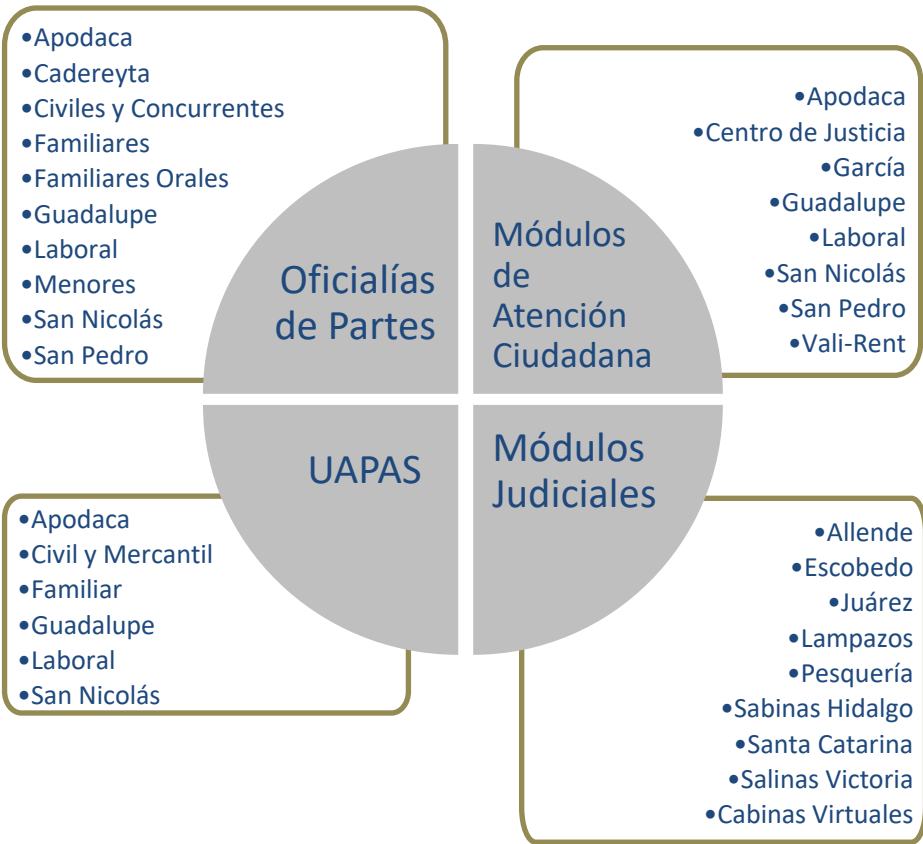 •Apodaca
•Cadereyta
•Civiles y Concurrentes
•Familiares
•Familiares Orales
•Guadalupe
•Laboral
•Menores
•San Nicolás
•San Pedro
Oficialías
de Partes
•Apodaca
•Centro de Justicia
•García
•Guadalupe
•Laboral
•San Nicolás
•San Pedro
•Vali-Rent
Módulos
de
Atención
Ciudadana
UAPAS
•Apodaca
•Civil y Mercantil
•Familiar
•Guadalupe
•Laboral
•San Nicolás
Módulos
Judiciales
•Allende
•Escobedo
•Juárez
•Lampazos
•Pesquería
•Sabinas Hidalgo
•Santa Catarina
•Salinas Victoria
•Cabinas Virtuales